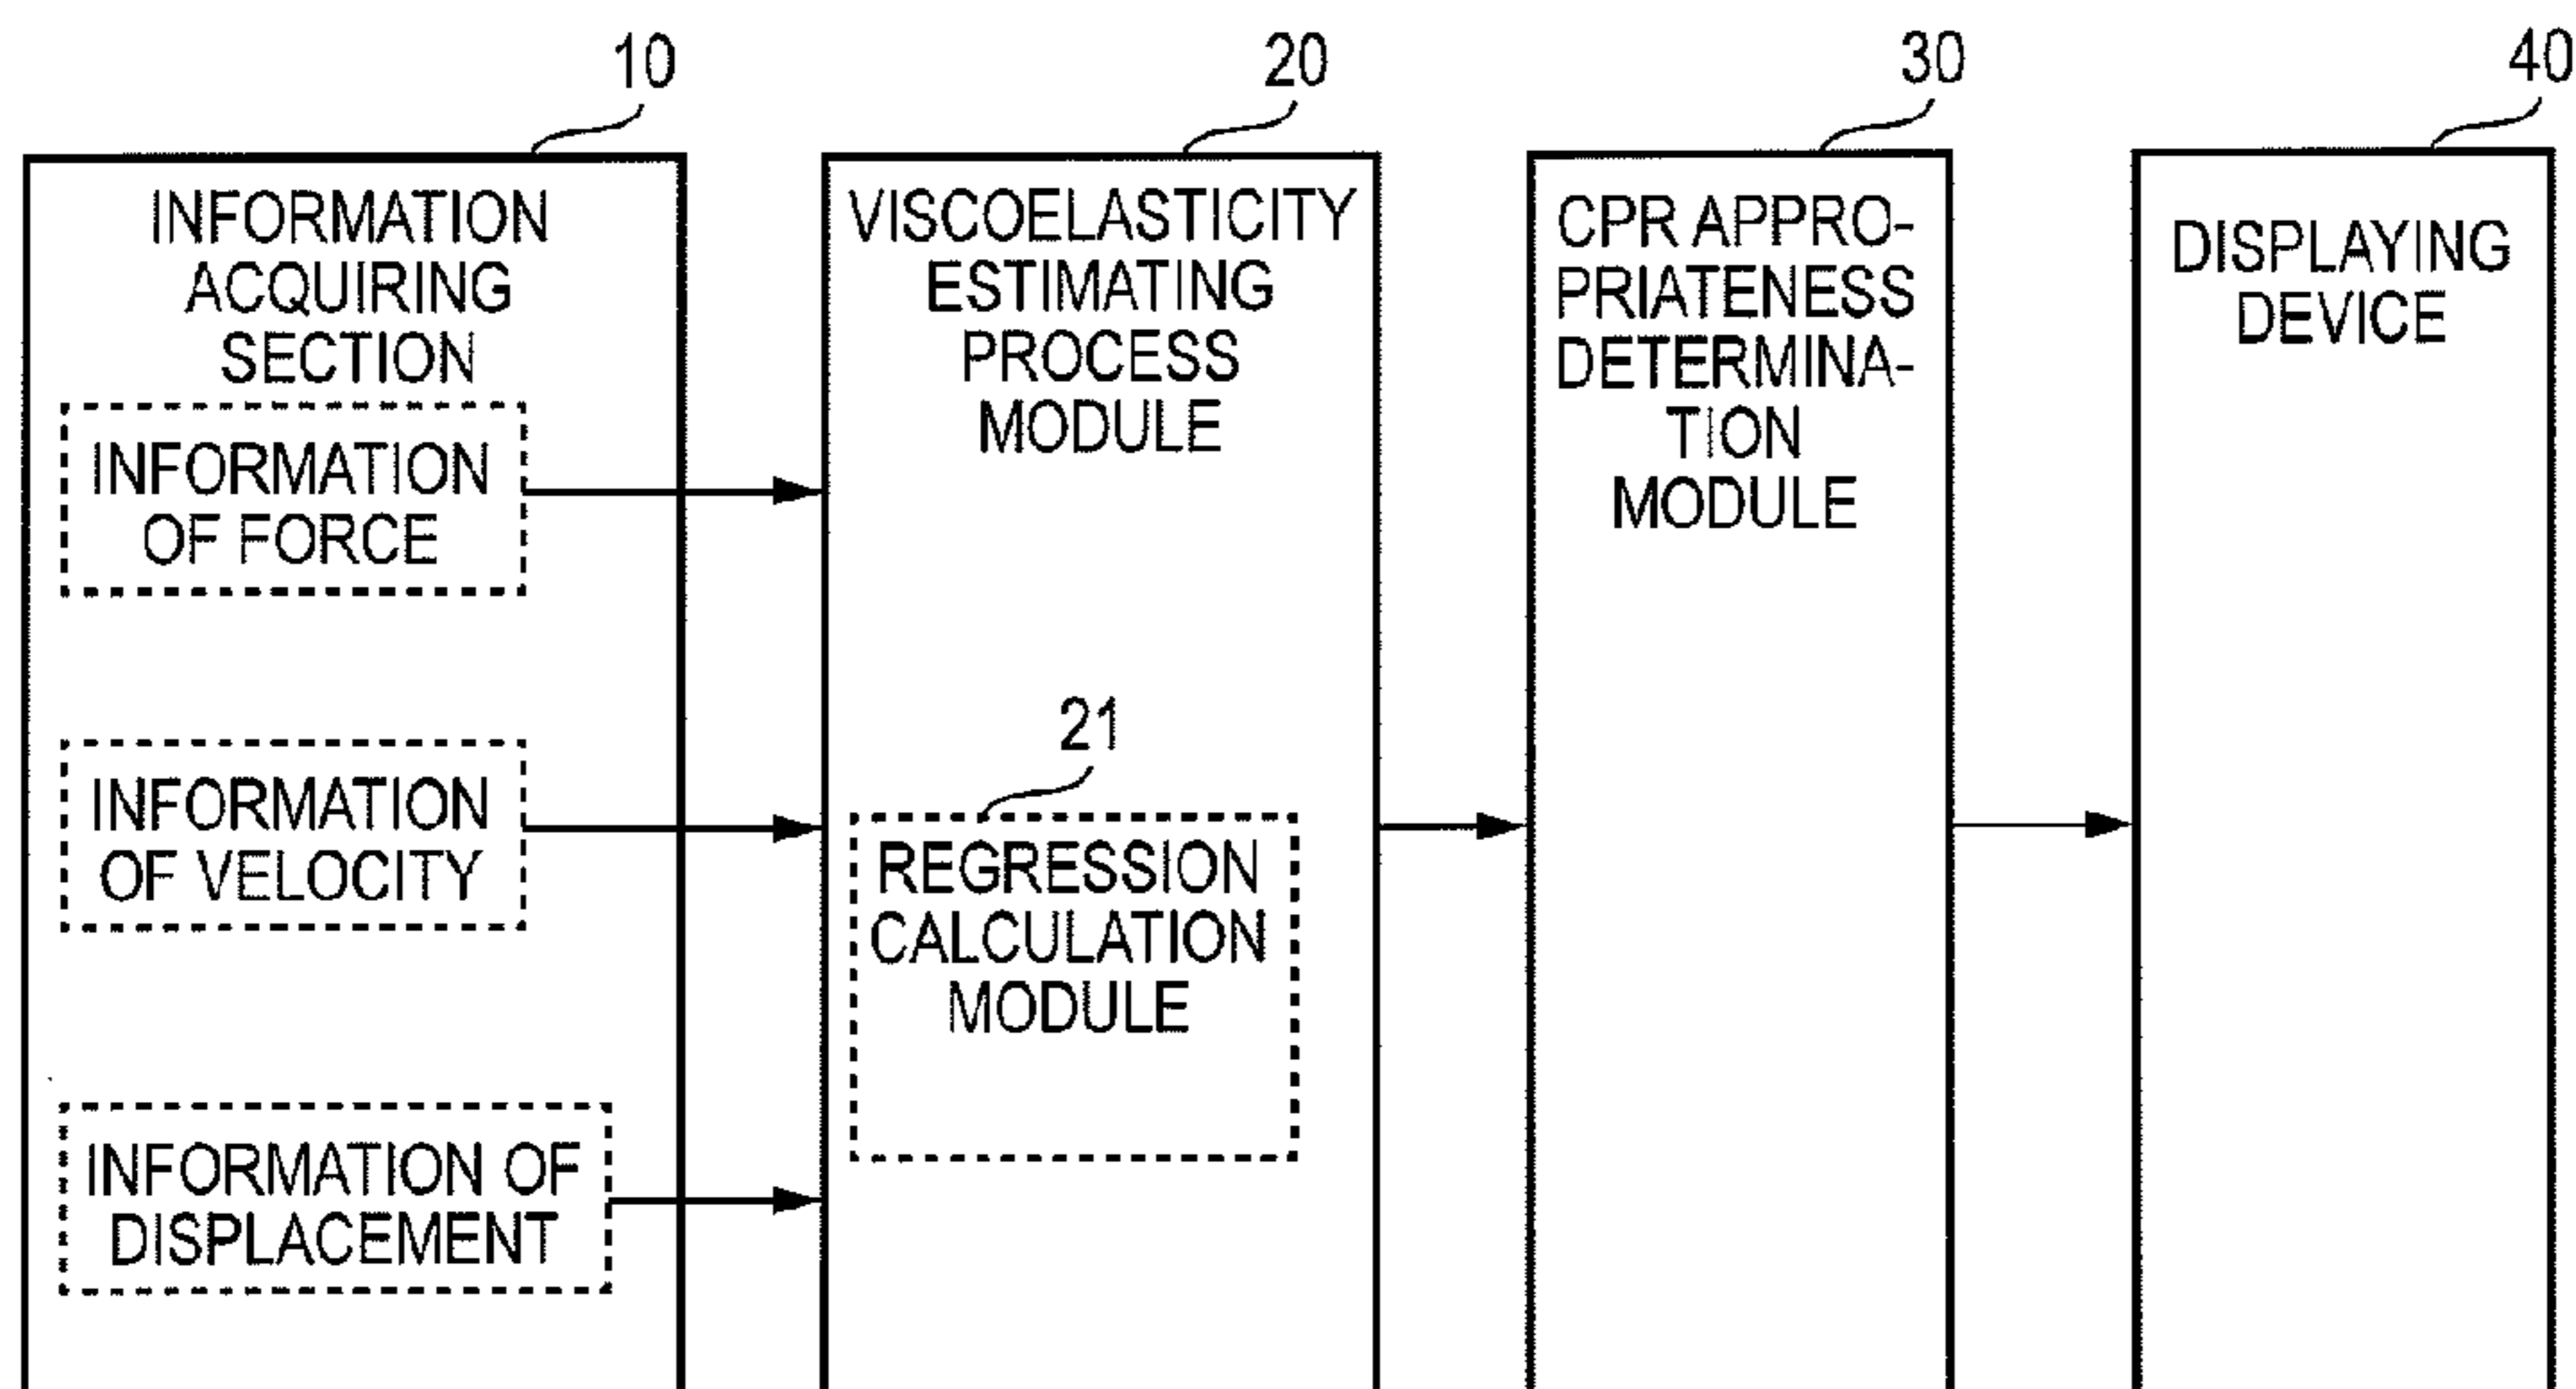 10
20
30
40
INFORMATION
ACQUIRING
SECTION
INFORMATION
OF FORCE
INFORMATION
OF VELOCITY
INFORMATION OF
DISPLACEMENT
VISCOELASTICITY
ESTIMATING
PROCESS
MODULE
21
REGRESSION
CALCULATION
MODULE
CPR APPRO-
PRIATENESS
DETERMINA-
TION
MODULE
DISPLAYING
DEVICE